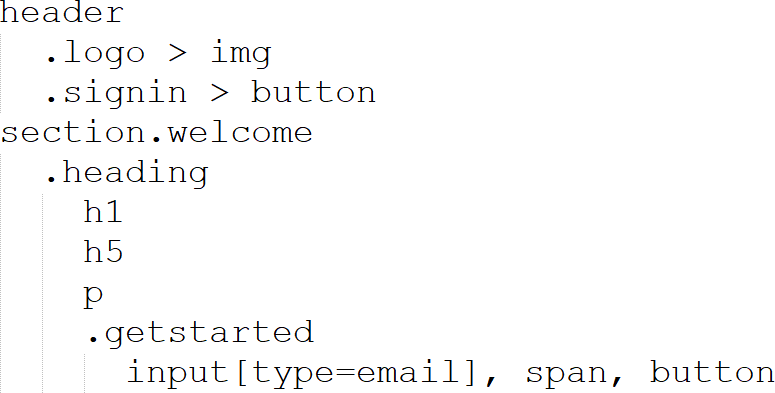 header
.logo > img
.signin > button
section.welcome
.heading
h1
h5
p
.getstarted
input[type=email], span, button